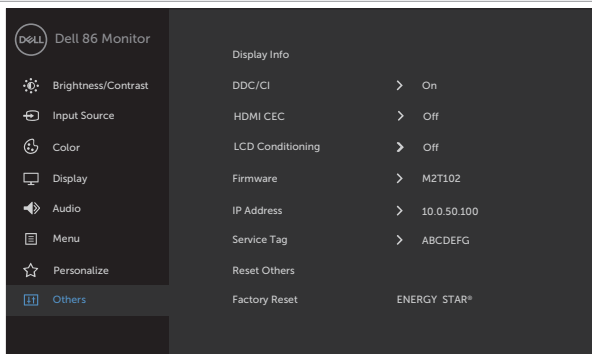 DELL Dell 86 Monitor
Display Info
Brightness/Contrast DDC/CI On
Input Source HDMI CEC Off
Color LCD Conditioning Off
Display Firmware M2T102
Audio IP Address 10.0.50.100
Menu Service Tag ABCDEFG
Personalize Reset Others
Others Factory Reset ENERGY STAR®